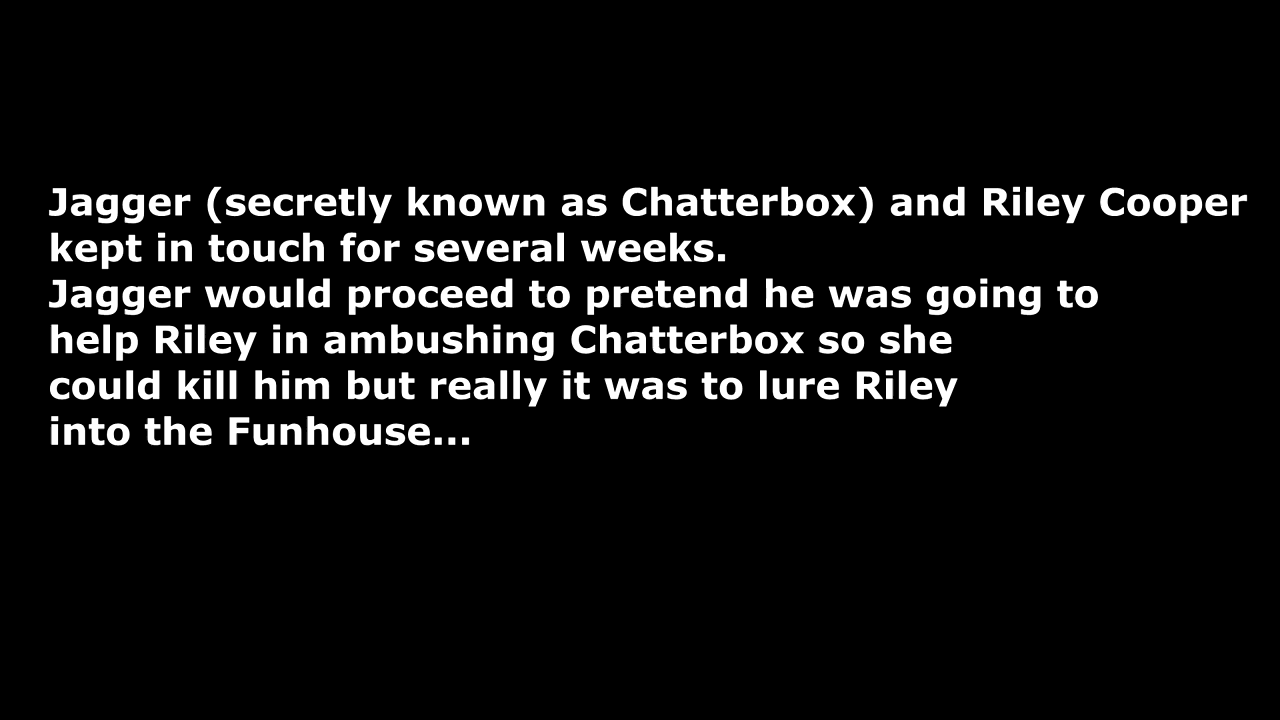 Jagger (secretly known as Chatterbox) and Riley Cooper
kept in touch for several weeks.
Jagger would proceed to pretend he was going to
help Riley in ambushing Chatterbox so she
could kill him but really it was to lure Riley
into the Funhouse...